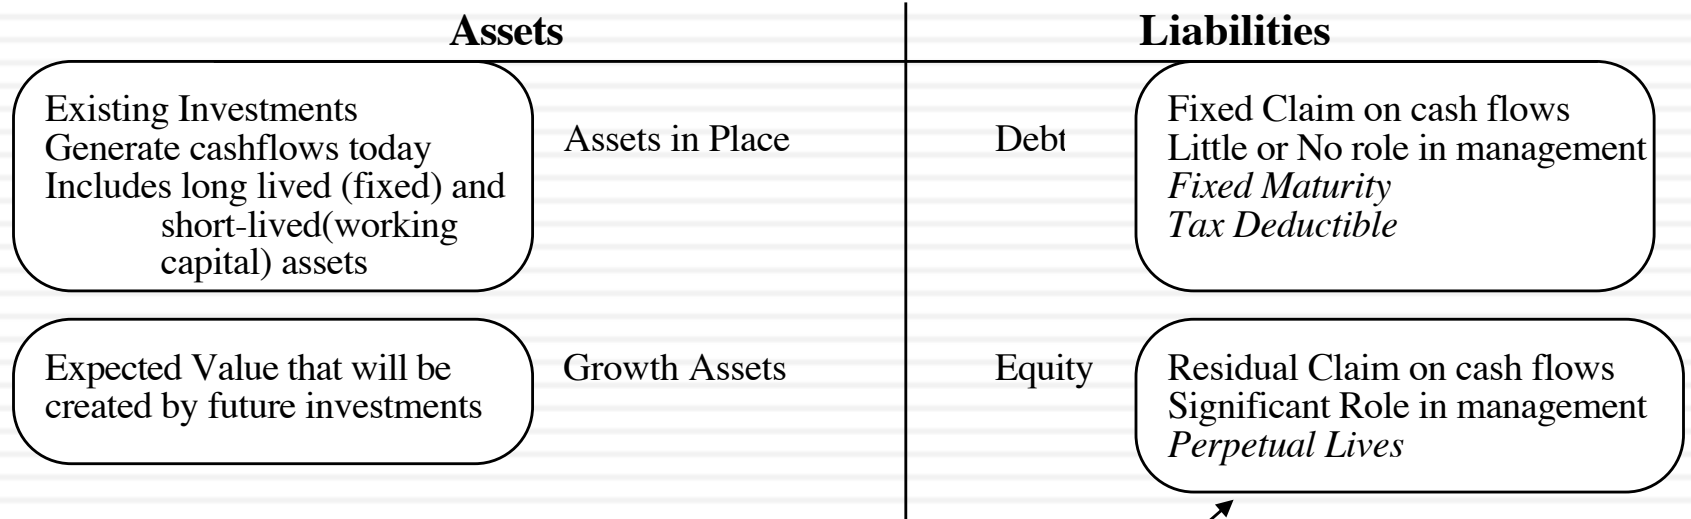 Assets
Liabilities
Existing Investments
Generate cashflows today
Includes long lived (fixed) and
short-lived(working
capital) assets
Assets in Place
Debt
Fixed Claim on cash flows
Little or No role in management
Fixed Maturity
Tax Deductible
Expected Value that will be
created by future investments
Growth Assets
Equity
Residual Claim on cash flows
Significant Role in management
Perpetual Lives